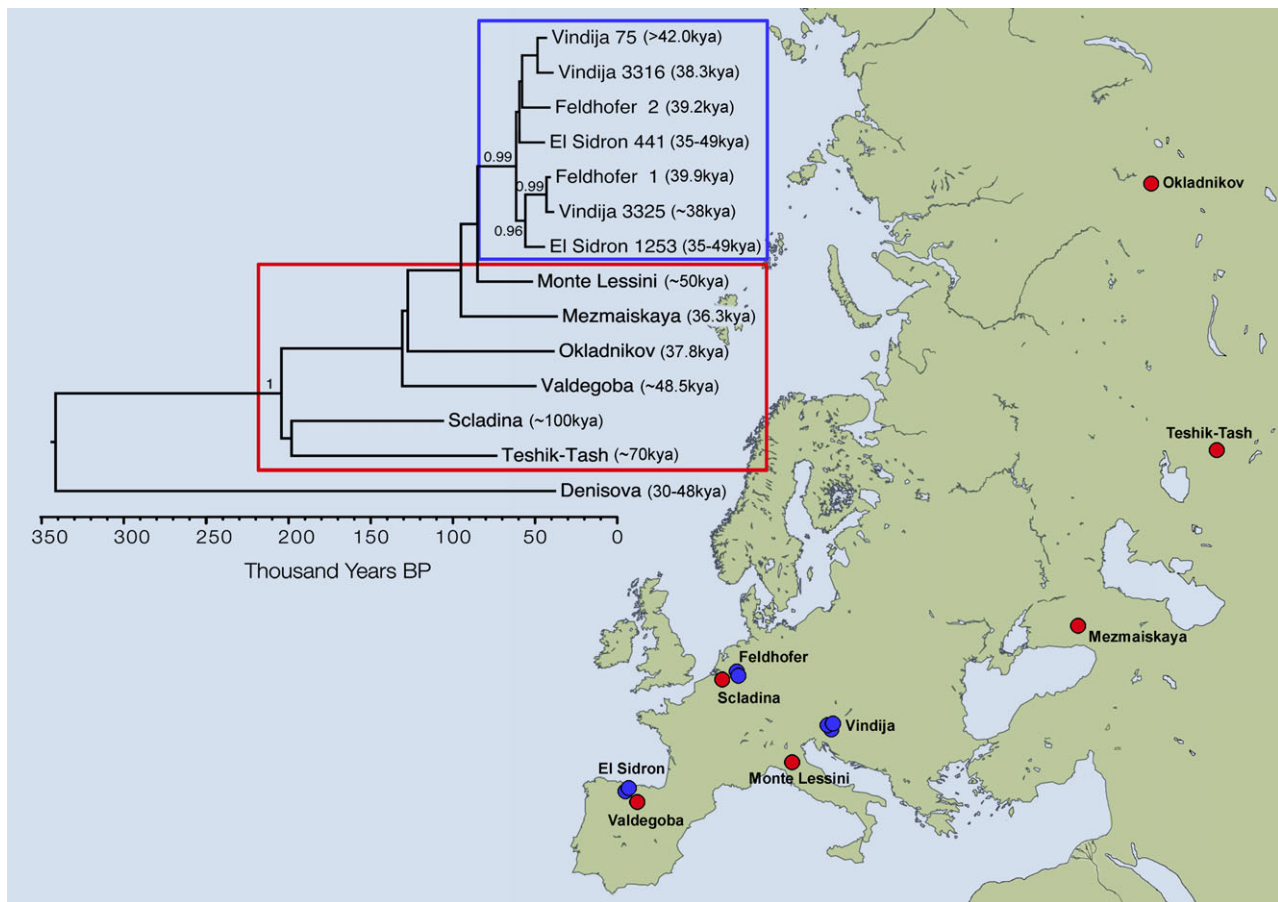 Vindija 75 (>42.0kya)
Vindija 3316 (38.3kya)
Feldhofer 2 (39.2kya)
El Sidron 441 (35-49kya)
0.99
Feldhofer 1 (39.9kya)
0.99
Vindija 3325 (~38kya)
0.96
El Sidron 1253 (35-49kya)
Monte Lessini (~50kya)
Mezmaiskaya (36.3kya)
Okladnikov (37.8kya)
Valdegoba (~48.5kya)
1
Scladina (~100kya)
Teshik-Tash (~70kya)
Denisova (30-48kya)
350 300 250 200 150 100 50 0
Thousand Years BP
Okladnikov
Teshik-Tash
Mezmaiskaya
Feldhofer
Scladina
Vindija
Monte Lessini
El Sidron
Valdegoba